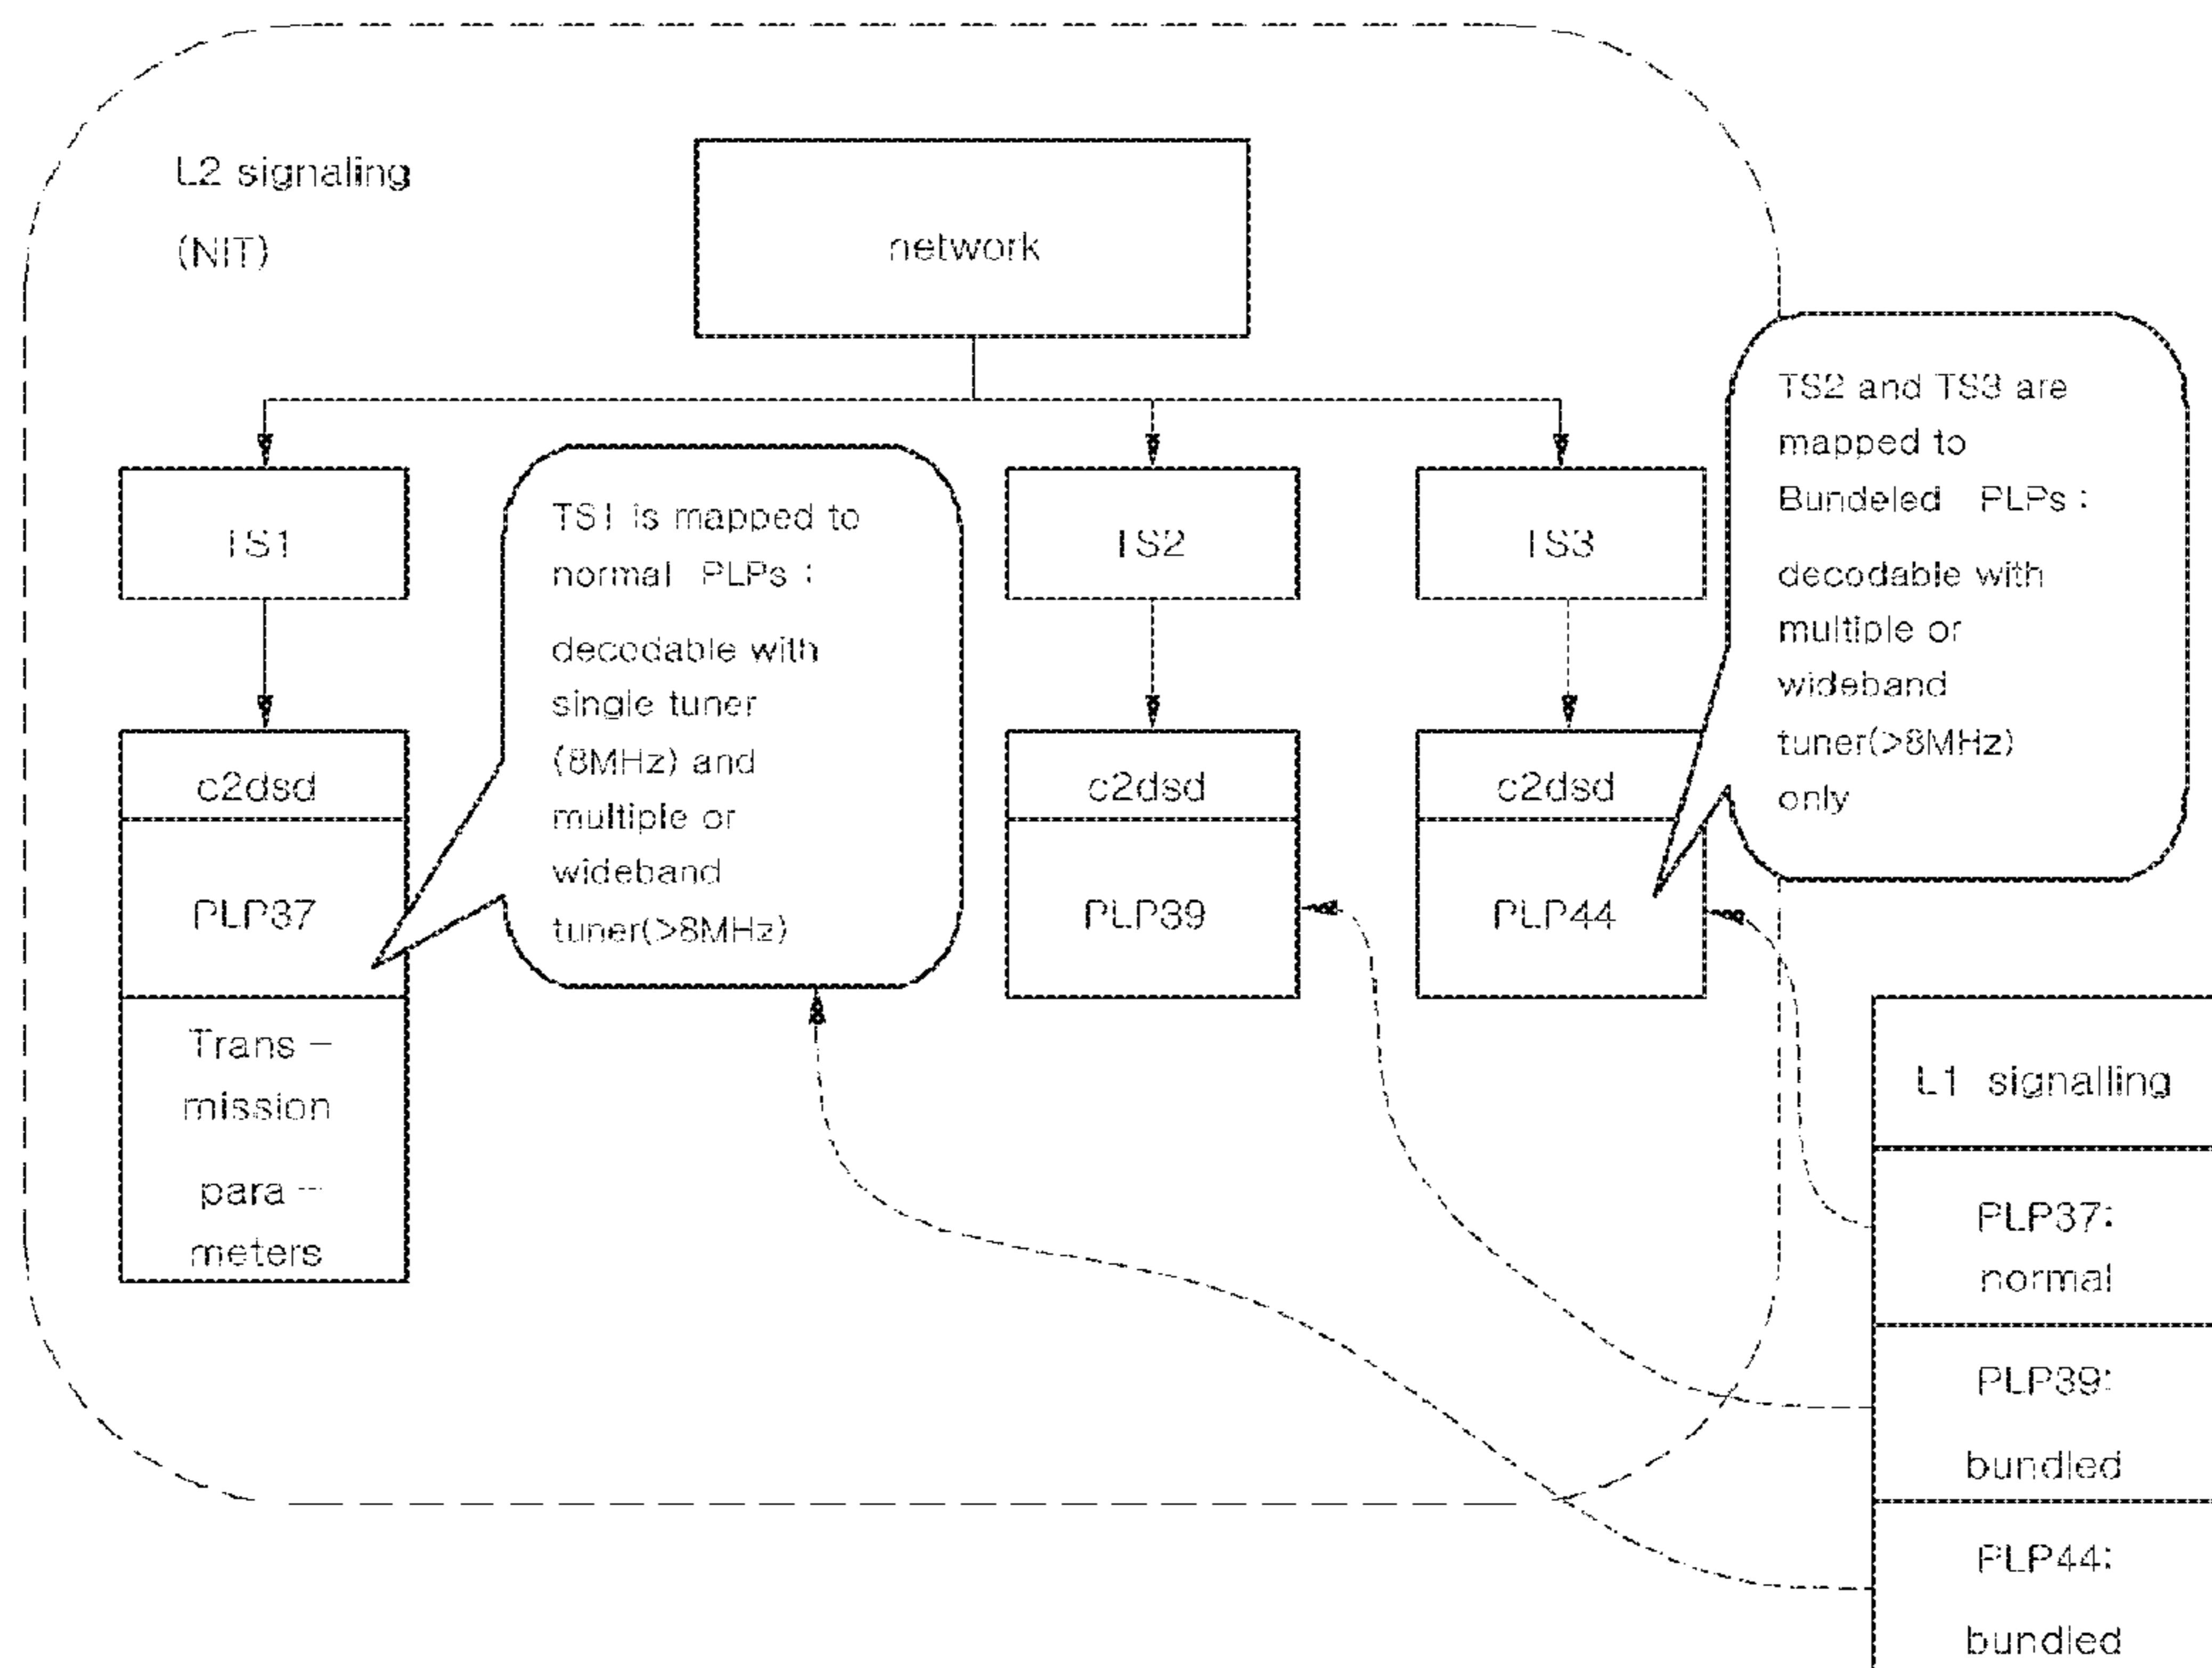 L2 signaling
(NIT)
network
TS1
TS2
TS3
TS1 is mapped to
normal PLPs :
decodable with
single tuner
(8MHz) and
multiple or
wideband
tuner(>8MHz)
TS2 and TS3 are
mapped to
Bundeled PLPs :
decodable with
multiple or
wideband
tuner(>8MHz)
only
c2dsd
PLP37
Trans –
mission
para –
meters
c2dsd
PLP39
c2dsd
PLP44
L1 signalling
PLP37:
normal
PLP39:
bundled
PLP44:
bundled